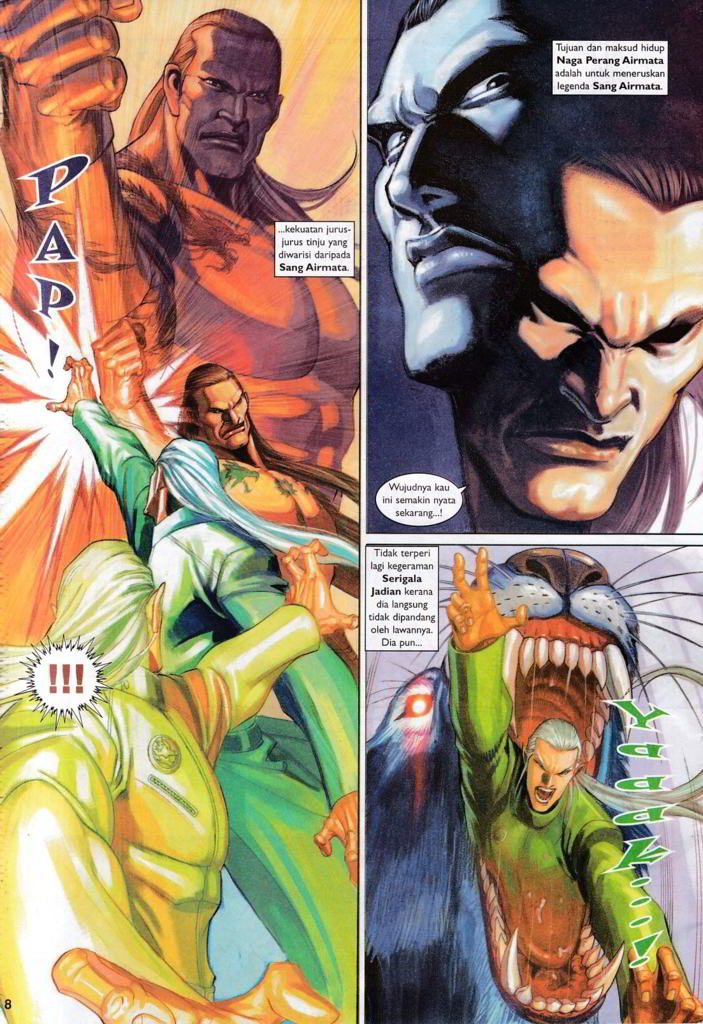 PAP!
...kekuatan jurus-
jurus tinju yang
diwarisi daripada
Sang Airmata.
!!!
Tujuan dan maksud hidup
Naga Perang Airmata
adalah untuk meneruskan
legenda Sang Airmata.
Wujudnya kau
ini semakin nyata
sekarang...!
Tidak terperi
lagi kegeraman
Serigala
Jadian kerana
dia langsung
tidak dipandang
oleh lawannya.
Dia pun...
YaaaZ...!
8